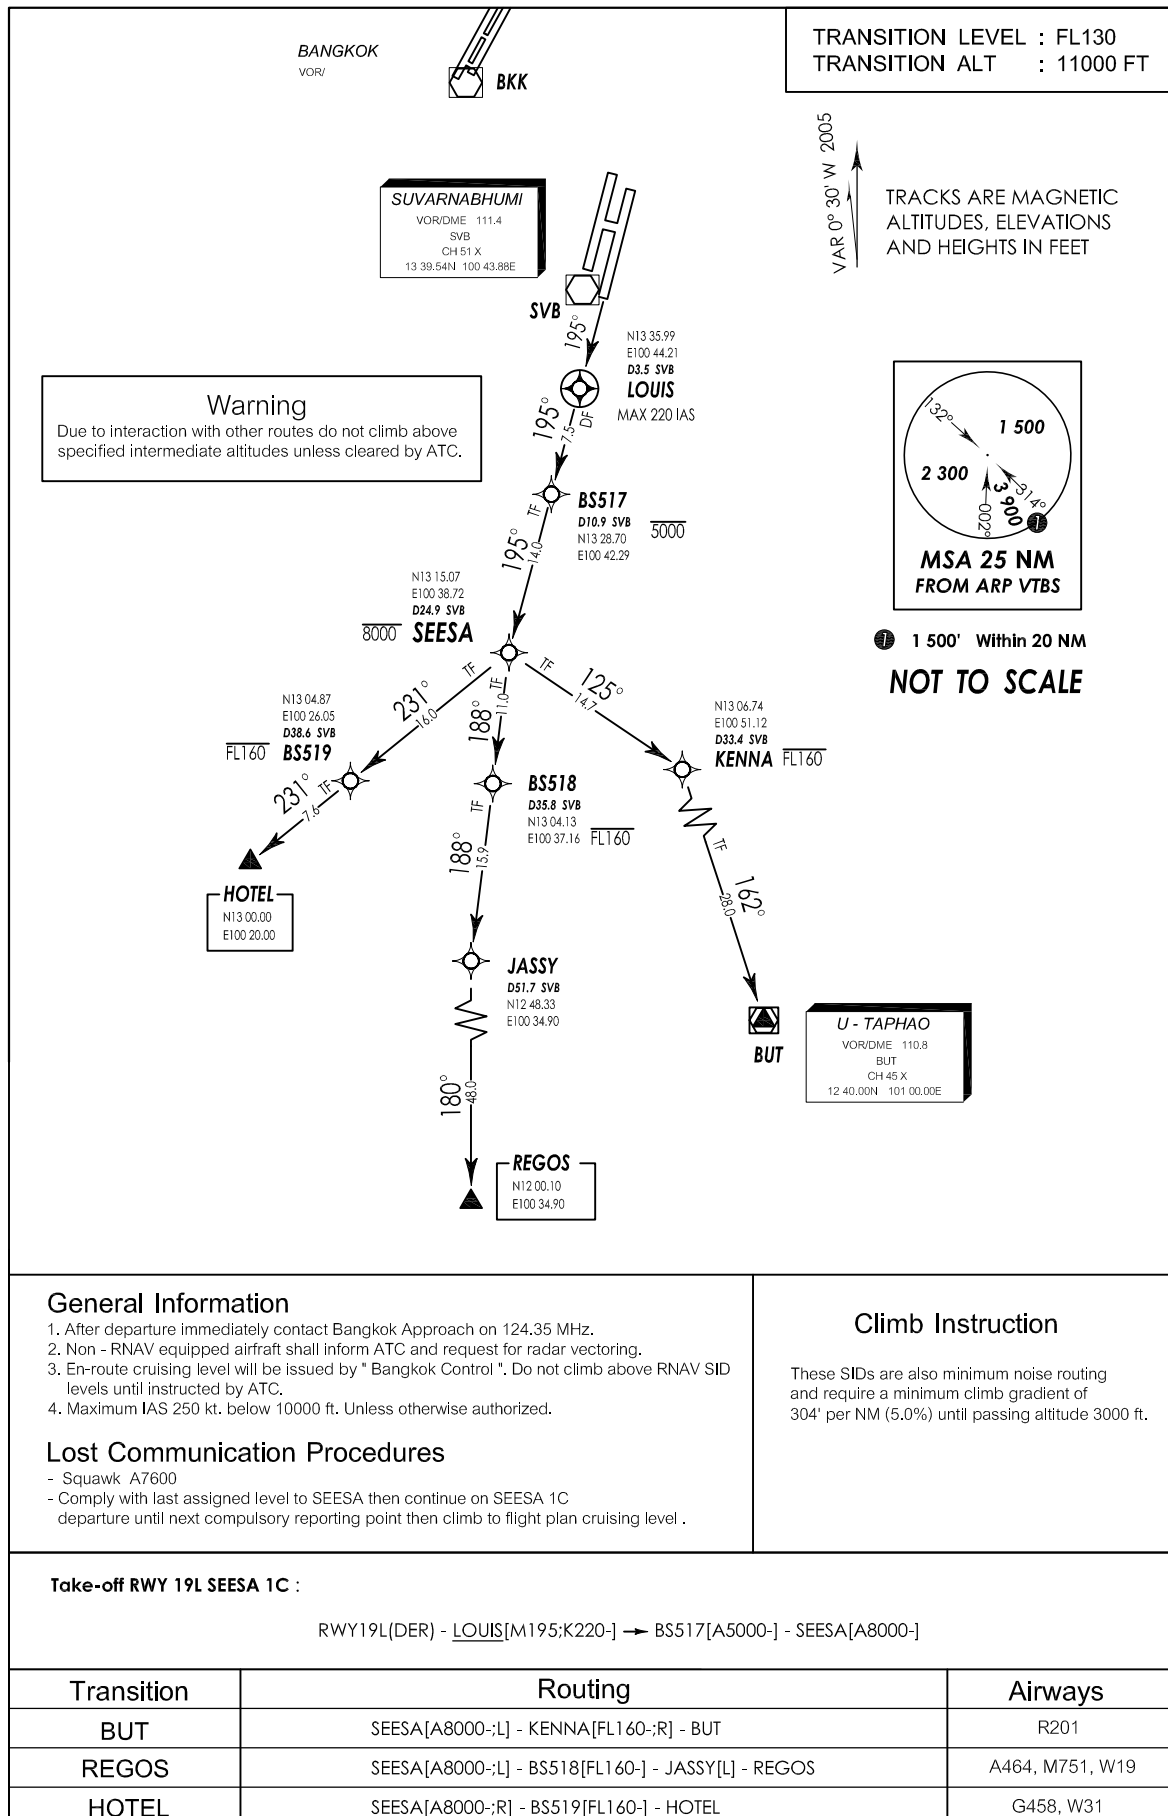 BANGKOK
VOR/
BKK
TRANSITION LEVEL : FL130
TRANSITION ALT : 11000 FT
VAR 0° 30' W 2005
TRACKS ARE MAGNETIC
ALTITUDES, ELEVATIONS
AND HEIGHTS IN FEET
SUVARNABHUMI
VOR/DME 111.4
SVB
CH 51 X
13 39.54N 100 43.88E
SVB
195°
N13 35.99
E100 44.21
D3.5 SVB
LOUIS
MAX 220 IAS
Warning
Due to interaction with other routes do not climb above
specified intermediate altitudes unless cleared by ATC.
195°
7.5
DF
BS517
D10.9 SVB
N13 28.70
E100 42.29
5000
TF
195°
14.0
132°
1 500
2 300
3 900
314°
002°
1
MSA 25 NM
FROM ARP VTBS
1 1 500' Within 20 NM
NOT TO SCALE
N13 15.07
E100 38.72
D24.9 SVB
8000 SEESA
TF
231°
16.0
TF
188°
11.0
TF
125°
14.7
N13 04.87
E100 26.05
D38.6 SVB
FL160 BS519
TF
231°
7.6
HOTEL
N13 00.00
E100 20.00
BS518
D35.8 SVB
N13 04.13
E100 37.16 FL160
TF
188°
15.9
N13 06.74
E100 51.12
D33.4 SVB
KENNA FL160
TF
162°
28.0
JASSY
D51.7 SVB
N12 48.33
E100 34.90
BUT
U - TAPHAO
VOR/DME 110.8
BUT
CH 45 X
12 40.00N 101 00.00E
180°
48.0
REGOS
N12 00.10
E100 34.90
General Information
1. After departure immediately contact Bangkok Approach on 124.35 MHz.
2. Non - RNAV equipped airfraft shall inform ATC and request for radar vectoring.
3. En-route cruising level will be issued by " Bangkok Control ". Do not climb above RNAV SID
levels until instructed by ATC.
4. Maximum IAS 250 kt. below 10000 ft. Unless otherwise authorized.
Lost Communication Procedures
- Squawk A7600
- Comply with last assigned level to SEESA then continue on SEESA 1C
departure until next compulsory reporting point then climb to flight plan cruising level .
Climb Instruction
These SIDs are also minimum noise routing
and require a minimum climb gradient of
304' per NM (5.0%) until passing altitude 3000 ft.
Take-off RWY 19L SEESA 1C :
RWY19L(DER) - LOUIS[M195;K220-] → BS517[A5000-] - SEESA[A8000-]
Transition Routing Airways
BUT SEESA[A8000-;L] - KENNA[FL160-;R] - BUT R201
REGOS SEESA[A8000-;L] - BS518[FL160-] - JASSY[L] - REGOS A464, M751, W19
HOTEL SEESA[A8000-;R] - BS519[FL160-] - HOTEL G458, W31